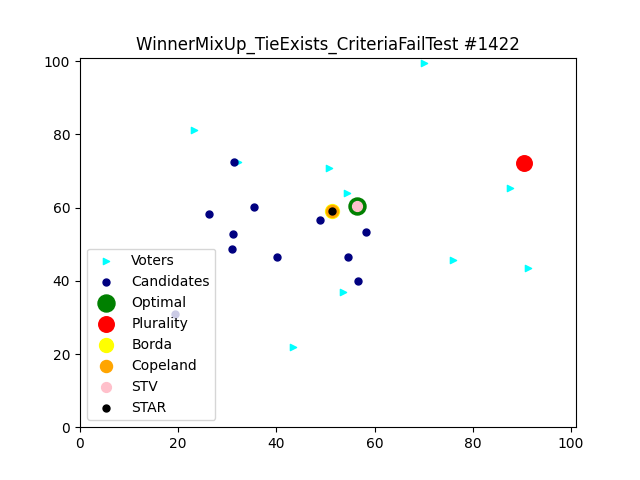 WinnerMixUp_TieExists_CriteriaFailTest #1422
100
80
60
40
20
0
Voters
Candidates
Optimal
Plurality
Borda
Copeland
STV
STAR
0 20 40 60 80 100